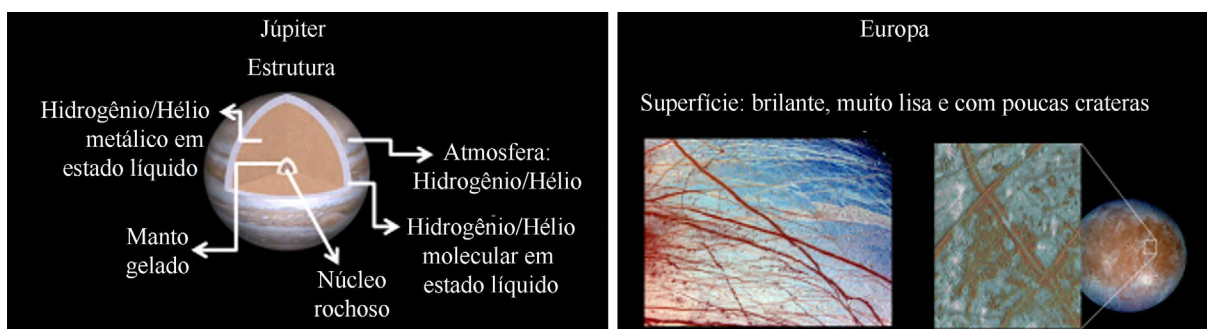 Júpiter
Estrutura
Hidrogênio/Hélio
metálico em
estado líquido
Atmosfera:
Hidrogênio/Hélio
Manto
gelado
Núcleo
rochoso
Hidrogênio/Hélio
molecular em
estado líquido
Europa
Superfície: brilante, muito lisa e com poucas crateras